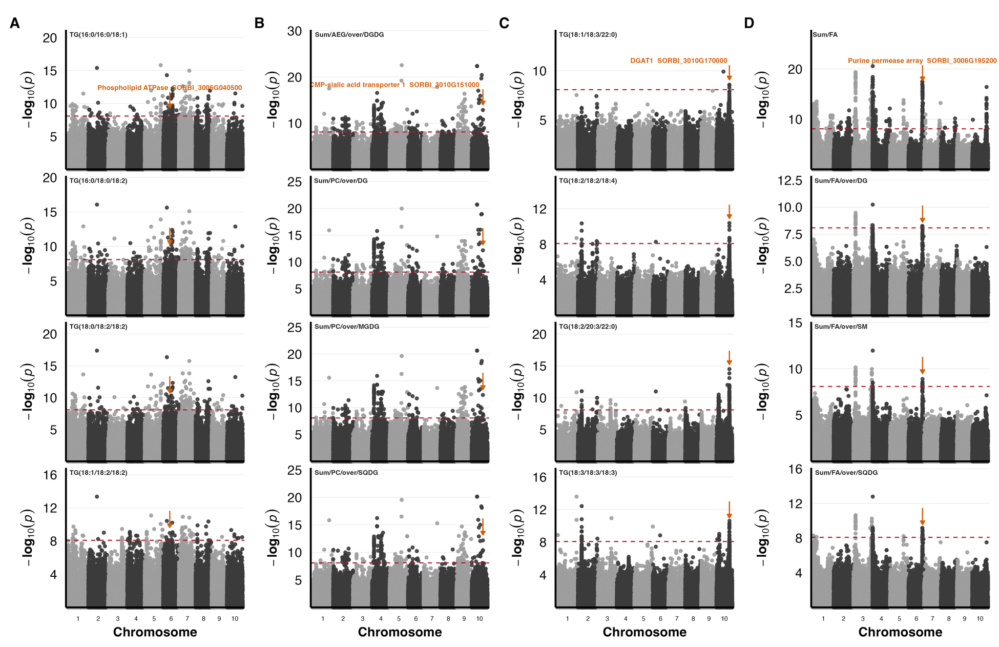 A
B
C
D
TG(16:0/16:0/18:1)
Phospholipid ATPase SORBI_3006G040500
−log10(p)
20
15
10
5
TG(16:0/18:0/18:2)
−log10(p)
20
15
10
5
TG(18:0/18:2/18:2)
−log10(p)
20
15
10
5
TG(18:1/18:2/18:2)
−log10(p)
16
12
8
4
1 2 3 4 5 6 7 8 9 10
Chromosome
Sum/AEG/over/DGDG
CMP-sialic acid transporter 1 SORBI_3010G151000
−log10(p)
30
20
10
Sum/PC/over/DG
−log10(p)
25
20
15
10
5
Sum/PC/over/MGDG
−log10(p)
25
20
15
10
5
Sum/PC/over/SQDG
−log10(p)
25
20
15
10
5
1 2 3 4 5 6 7 8 9 10
Chromosome
TG(18:1/18:3/22:0)
DGAT1 SORBI_3010G170000
−log10(p)
10
5
TG(18:2/18:2/18:4)
−log10(p)
12
8
4
TG(18:2/20:3/22:0)
−log10(p)
20
15
10
5
TG(18:3/18:3/18:3)
−log10(p)
16
12
8
4
1 2 3 4 5 6 7 8 9 10
Chromosome
Sum/FA
Purine permease array SORBI_3006G195200
−log10(p)
20
10
Sum/FA/over/DG
−log10(p)
12.5
10.0
7.5
5.0
2.5
Sum/FA/over/SM
−log10(p)
15
10
5
Sum/FA/over/SQDG
−log10(p)
16
12
8
4
1 2 3 4 5 6 7 8 9 10
Chromosome